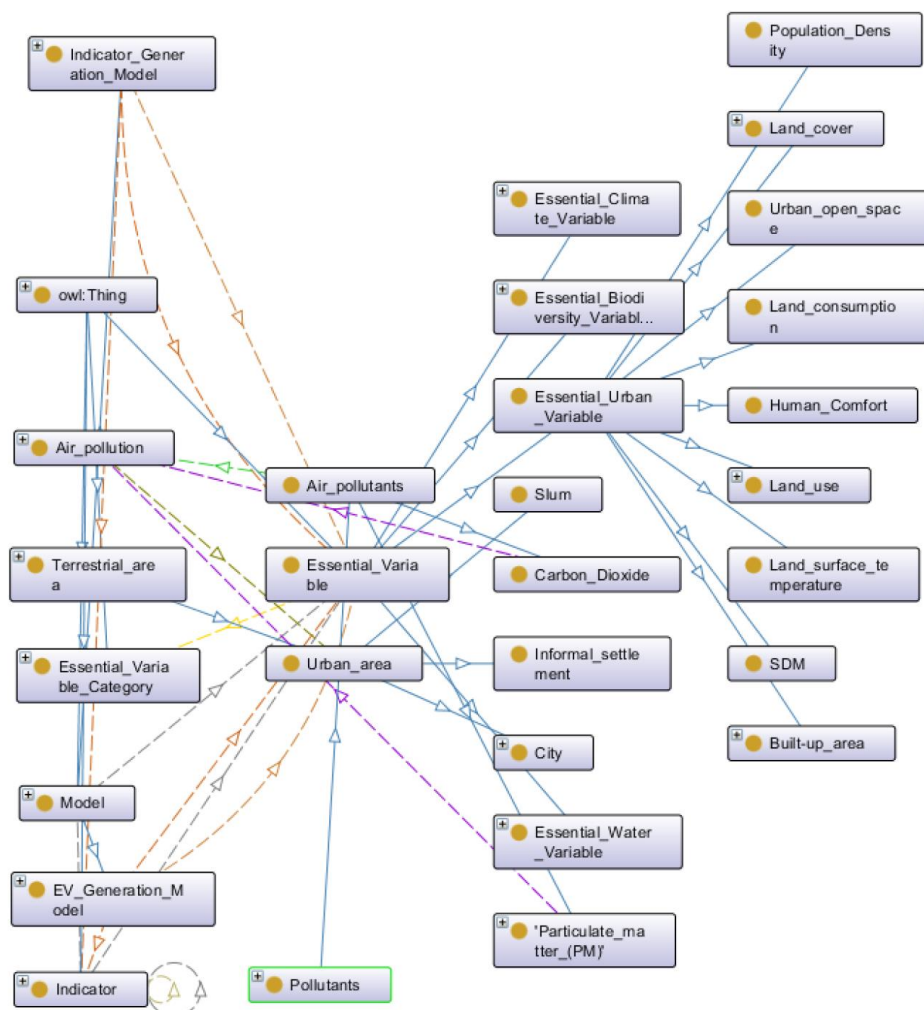 Indicator_Gener
ation_Model
owl:Thing
Air_pollution
Terrestrial_are
a
Essential_Varia
ble_Category
Model
EV_Generation_M
odel
Indicator
Air_pollutants
Essential_Varia
ble
Urban_area
Pollutants
Essential_Clima
te_Variable
Essential_Biodi
versity_Variabl...
Essential_Urban
_Variable
Slum
Carbon_Dioxide
Informal_settle
ment
City
Essential_Water
_Variable
'Particulate_ma
tter_(PM)'
Population_Dens
ity
Land_cover
Urban_open_spac
e
Land_consumptio
n
Human_Comfort
Land_use
Land_surface_te
mperature
SDM
Built-up_area